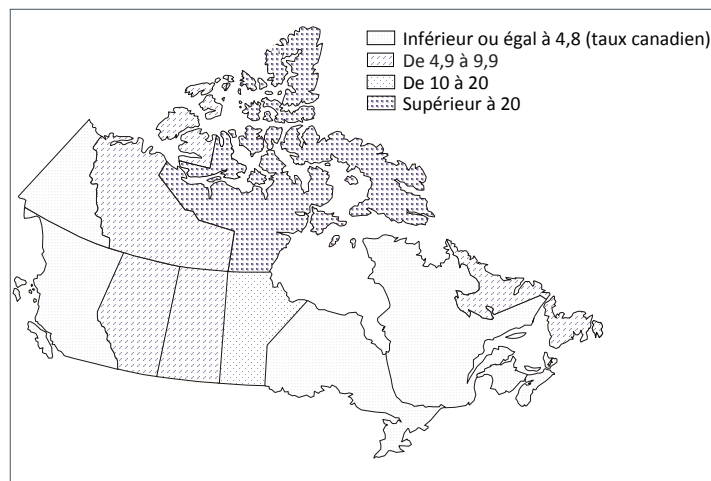 Inférieur ou égal à 4,8 (taux canadien)
De 4,9 à 9,9
De 10 à 20
Supérieur à 20